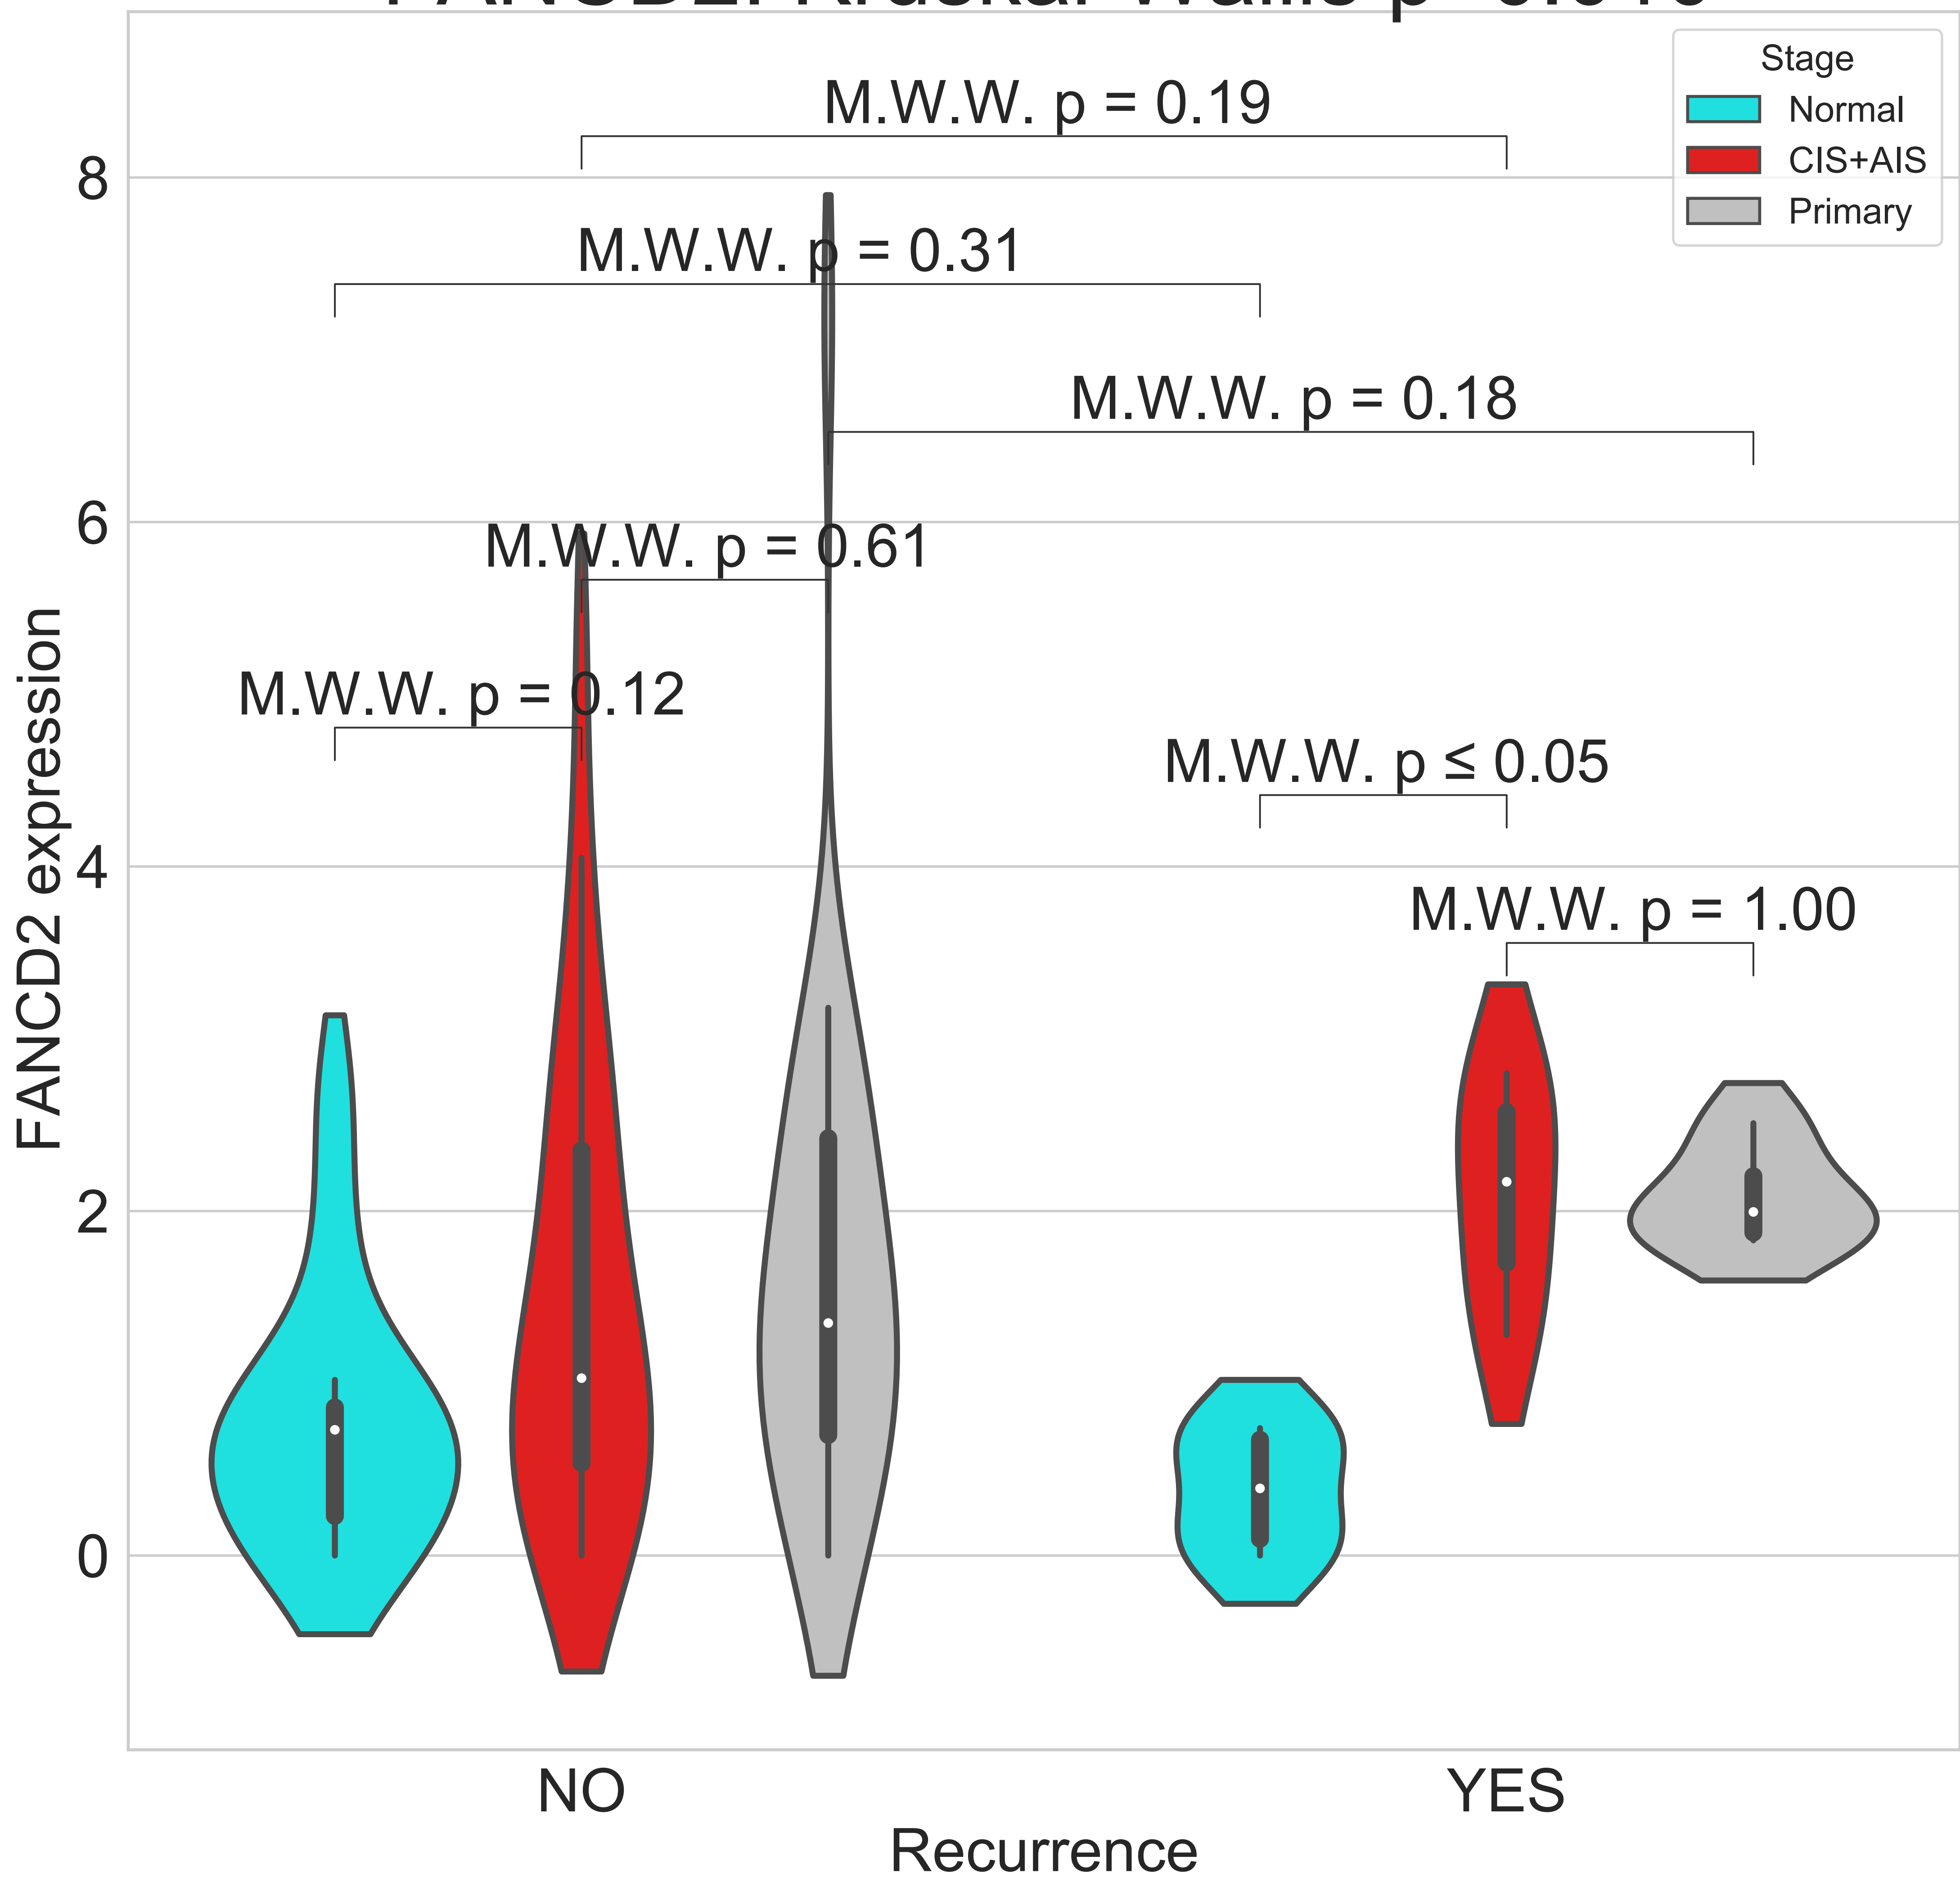 Stage
Normal
CIS+AIS
Primary
M.W.W. p = 0.19
M.W.W. p = 0.31
M.W.W. p = 0.18
M.W.W. p = 0.61
M.W.W. p = 0.12
M.W.W. p ≤ 0.05
M.W.W. p = 1.00
8
6
4
2
0
FANCD2 expression
NO
YES
Recurrence